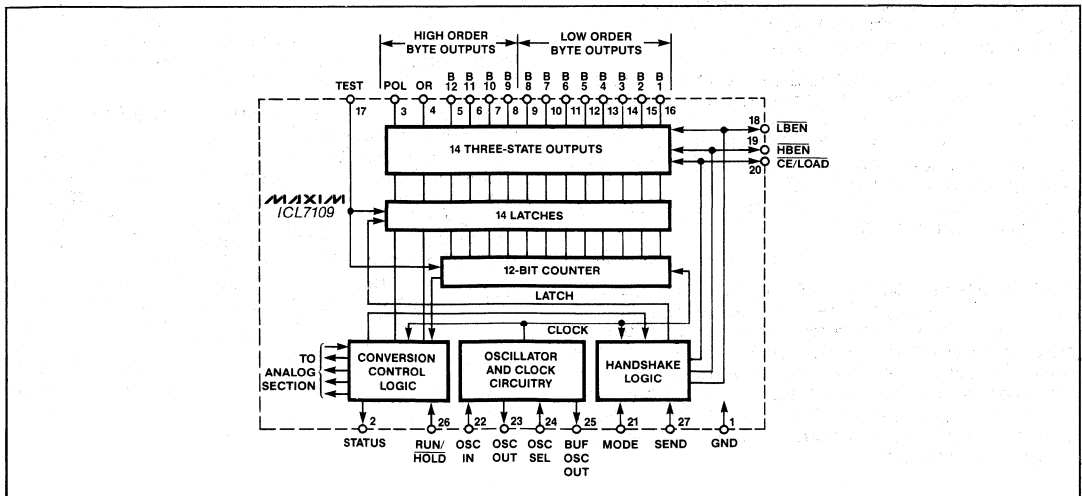 HIGH ORDER
BYTE OUTPUTS
LOW ORDER
BYTE OUTPUTS
TEST POL OR B 12 B 11 B 10 B 9 B 8 B 7 B 6 B 5 B 4 B 3 B 2 B 1
17 3 4 5 6 7 8 9 10 11 12 13 14 15 16
14 THREE-STATE OUTPUTS
18 LBEN
19 HBEN
20 CE/LOAD
MAXIM
ICL7109
14 LATCHES
12-BIT COUNTER
LATCH
CLOCK
TO
ANALOG
SECTION
CONVERSION
CONTROL
LOGIC
OSCILLATOR
AND CLOCK
CIRCUITRY
HANDSHAKE
LOGIC
2 26 22 23 24 25 21 27 1
STATUS
RUN/
HOLD
OSC
IN
OSC
OUT
OSC
SEL
BUF
OSC
OUT
MODE
SEND
GND